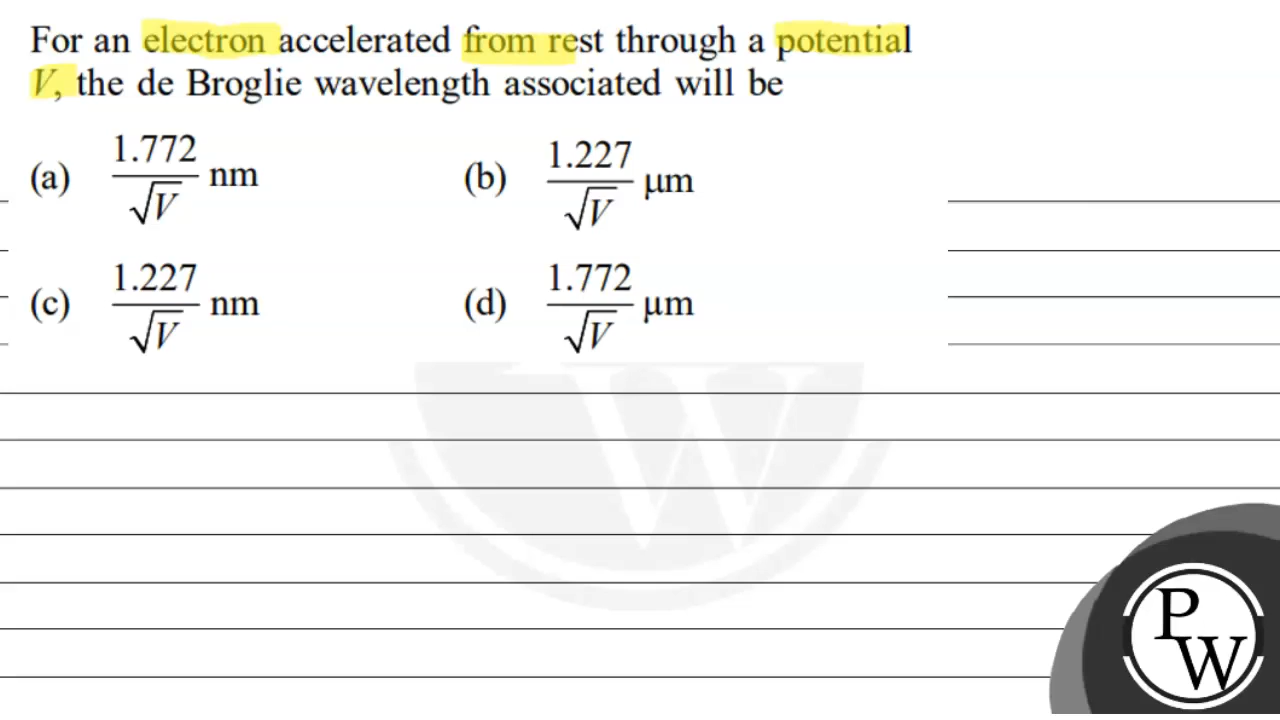 For an electron accelerated from rest through a potential
V, the de Broglie wavelength associated will be
(a) 1.772/√V nm (b) 1.227/√V μm
(c) 1.227/√V nm (d) 1.772/√V μm
W
P
W